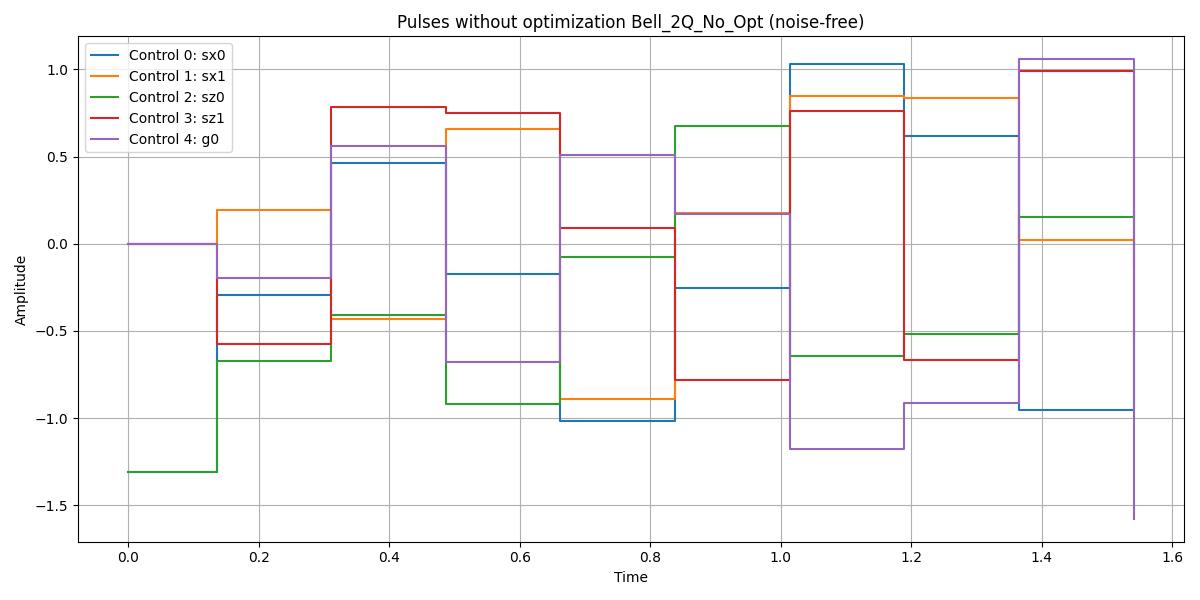 Pulses without optimization Bell_2Q_No_Opt (noise-free)
Control 0: sx0
Control 1: sx1
Control 2: sz0
Control 3: sz1
Control 4: g0
Amplitude
1.0
0.5
0.0
−0.5
−1.0
−1.5
0.0 0.2 0.4 0.6 0.8 1.0 1.2 1.4 1.6
Time